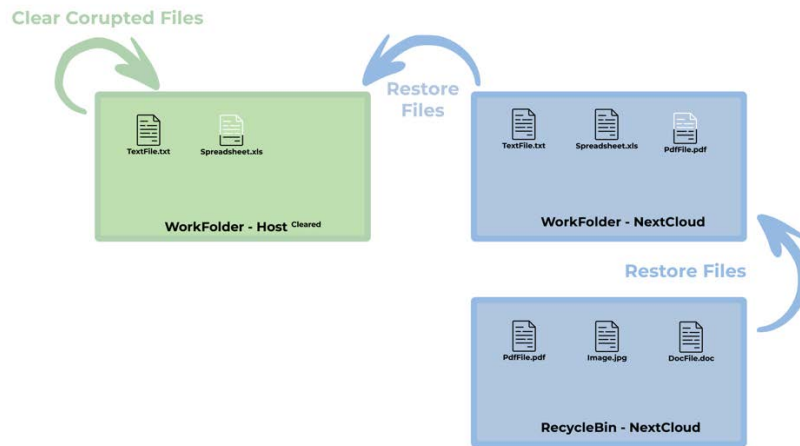 Clear Corupted Files
Restore
Files
TextFile.txt
Spreadsheet.xls
WorkFolder - Host Cleared
TextFile.txt
Spreadsheet.xls
PdfFile.pdf
WorkFolder - NextCloud
Restore Files
PdfFile.pdf
Image.jpg
DocFile.doc
RecycleBin - NextCloud